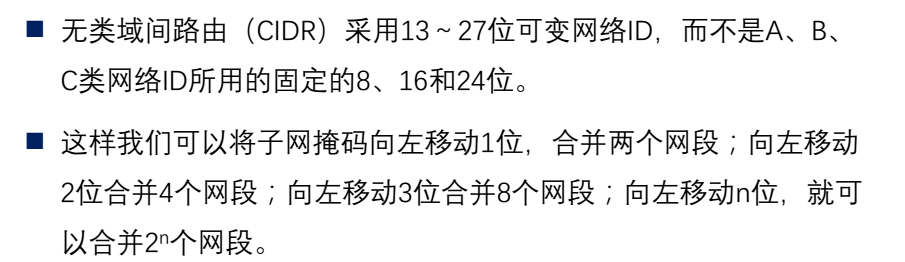 ■ 无类域间路由（CIDR）采用13~27位可变网络ID，而不是A、B、
C类网络ID所用的固定的8、16和24位。
■ 这样我们可以将子网掩码向左移动1位，合并两个网段；向左移动
2位合并4个网段；向左移动3位合并8个网段；向左移动n位，就可
以合并2ⁿ个网段。